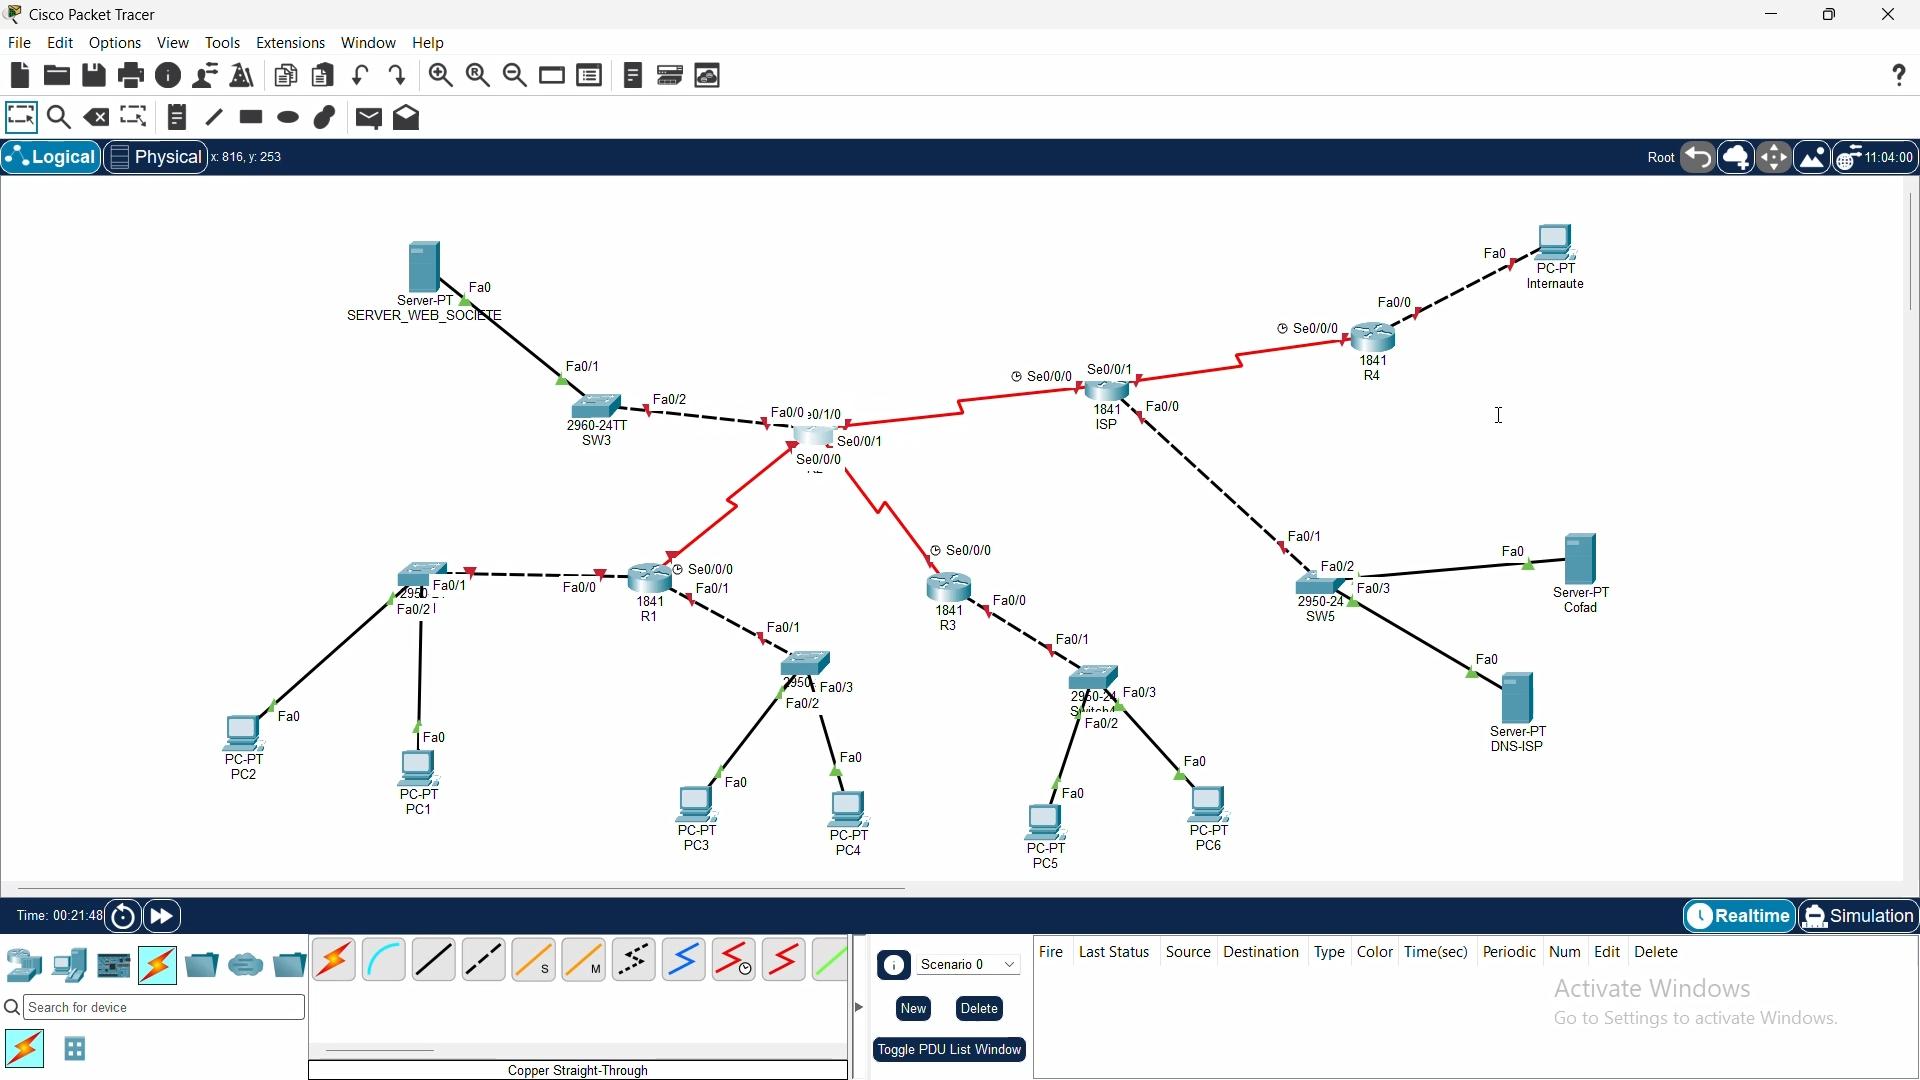 Cisco Packet Tracer
File Edit Options View Tools Extensions Window Help
Logical Physical x: 816, y: 253 Root 11:04:00
Fa0
PC-PT
Internaute
Fa0
Server-PT
SERVER_WEB_SOCIETE
Fa0/0
Se0/0/0
1841
R4
Fa0/1
Fa0/2
2960-24TT
SW3
Fa0/0
Se0/0/1
Se0/0/0
Se0/0/0
Se0/0/1
1841
ISP
Fa0/0
Fa0/1
Fa0/2
Fa0/3
2950-24
SW5
Fa0
Server-PT
Cofad
Fa0
Server-PT
DNS-ISP
Fa0/1
Fa0/2
Fa0/0
Se0/0/0
Fa0/1
1841
R1
Se0/0/0
1841
R3
Fa0/0
Fa0/1
Fa0/3
Fa0/2
Fa0/1
2950-24
Fa0/3
Fa0/2
Fa0
PC-PT
PC2
Fa0
PC-PT
PC1
Fa0
PC-PT
PC3
Fa0
PC-PT
PC4
Fa0
PC-PT
PC5
Fa0
PC-PT
PC6
Time: 00:21:48 Realtime Simulation
S M
Search for device
Copper Straight-Through
Scenario 0
New Delete
Toggle PDU List Window
Fire Last Status Source Destination Type Color Time(sec) Periodic Num Edit Delete
Activate Windows
Go to Settings to activate Windows.